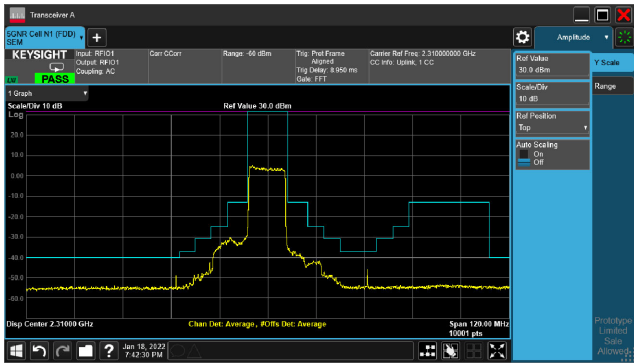 Transceiver A
5GNR Cell N1 (FDD)
SEM
Amplitude
KEYSIGHT
Input: RFIO1
Output: RFIO1
Coupling: AC
Corr CCorr
Range: -60 dBm
Trig: Prot Frame
Aligned
Trig Delay: 8.950 ms
Gate: FFT
Carrier Ref Freq: 2.310000000 GHz
CC Info: Uplink, 1 CC
PASS
Ref Value
30.0 dBm
Y Scale
Scale/Div
10 dB
Range
Ref Position
Top
Auto Scaling
On
Off
1 Graph
Scale/Div 10 dB
Ref Value 30.0 dBm
Log
20.0
10.0
0.00
-10.0
-20.0
-30.0
-40.0
-50.0
-60.0
Disp Center 2.31000 GHz
Chan Det: Average, #Offs Det: Average
Span 120.00 MHz
10001 pts
Prototype
Limited
Sale
Allowed
Jan 18, 2022
7:42:30 PM